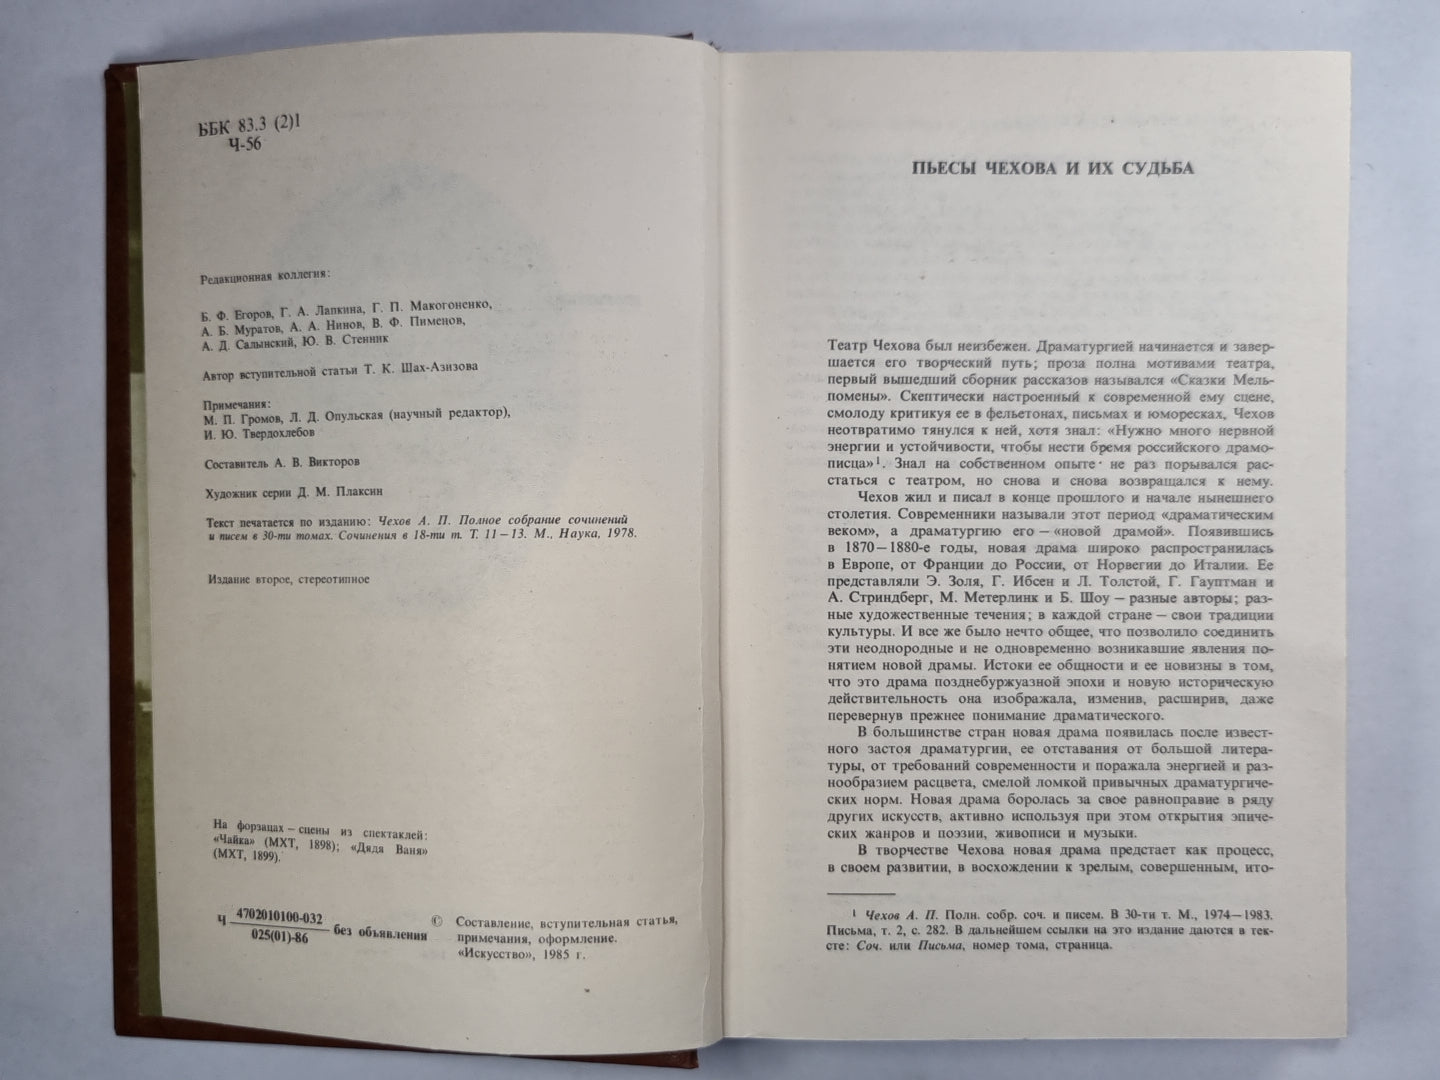 ББК 83.3 (2)1
Ч-56
Редакционная коллегия:
Б. Ф. Егоров, Г. А. Лапкина, Г. П. Макогоненко,
А. Б. Муратов, А. А. Нинов, В. Ф. Пименов,
А. Д. Салынский, Ю. В. Стенник
Автор вступительной статьи Т. К. Шах-Азизова
Примечания:
М. П. Громов, Л. Д. Опульская (научный редактор),
И. Ю. Твердохлебов
Составитель А. В. Викторов
Художник серии Д. М. Плаксин
Текст печатается по изданию: Чехов А. П. Полное собрание сочинений
и писем в 30-ти томах. Сочинения в 18-ти т. Т. 11—13. М., Наука, 1978.
Издание второе, стереотипное
На форзацах — сцены из спектаклей:
«Чайка» (МХТ, 1898); «Дядя Ваня»
(МХТ, 1899).
Ч 4702010100-032
025(01)-86 без объявления
© Составление, вступительная статья,
примечания, оформление.
«Искусство», 1985 г.
ПЬЕСЫ ЧЕХОВА И ИХ СУДЬБА
Театр Чехова был неизбежен. Драматургией начинается и завер-
шается его творческий путь; проза полна мотивами театра,
первый вышедший сборник рассказов назывался «Сказки Мель-
помены». Скептически настроенный к современной ему сцене,
смолоду критикуя ее в фельетонах, письмах и юморесках, Чехов
неотвратимо тянулся к ней, хотя знал: «Нужно много нервной
энергии и устойчивости, чтобы нести бремя российского драмо-
писца»¹. Знал на собственном опыте· не раз порывался рас-
статься с театром, но снова и снова возвращался к нему.
Чехов жил и писал в конце прошлого и начале нынешнего
столетия. Современники называли этот период «драматическим
веком», а драматургию его — «новой драмой». Появившись
в 1870—1880-е годы, новая драма широко распространилась
в Европе, от Франции до России, от Норвегии до Италии. Ее
представляли Э. Золя, Г. Ибсен и Л. Толстой, Г. Гауптман и
А. Стриндберг, М. Метерлинк и Б. Шоу — разные авторы; раз-
ные художественные течения; в каждой стране — свои традиции
культуры. И все же было нечто общее, что позволило соединить
эти неоднородные и не одновременно возникавшие явления по-
нятием новой драмы. Истоки ее общности и ее новизны в том,
что это драма позднебуржуазной эпохи и новую историческую
действительность она изображала, изменив, расширив, даже
перевернув прежнее понимание драматического.
В большинстве стран новая драма появилась после извест-
ного застоя драматургии, ее отставания от большой литера-
туры, от требований современности и поражала энергией и раз-
нообразием расцвета, смелой ломкой привычных драматургиче-
ских норм. Новая драма боролась за свое равноправие в ряду
других искусств, активно используя при этом открытия эпиче-
ских жанров и поэзии, живописи и музыки.
В творчестве Чехова новая драма предстает как процесс,
в своем развитии, в восхождении к зрелым, совершенным, ито-
¹ Чехов А. П. Полн. собр. соч. и писем. В 30-ти т. М., 1974—1983.
Письма, т. 2, с. 282. В дальнейшем ссылки на это издание даются в тек-
сте: Соч. или Письма, номер тома, страница.